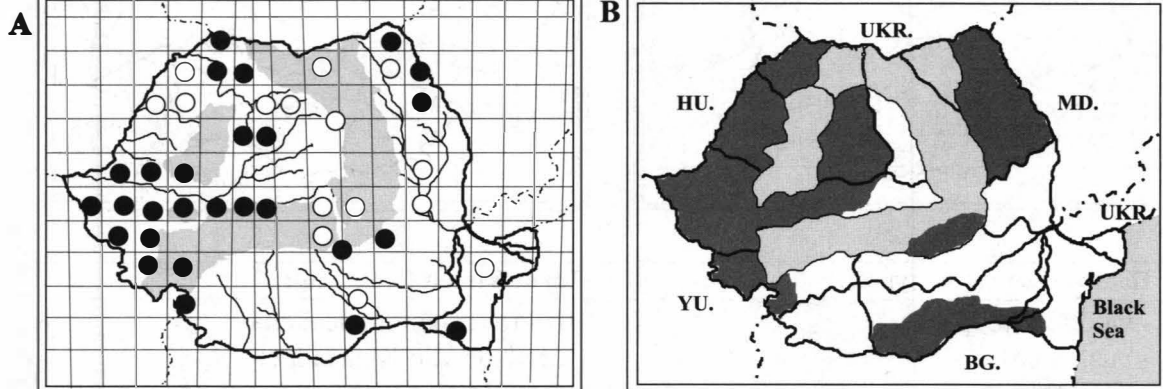 A
B
UKR.
HU.
MD.
UKR.
YU.
Black
Sea
BG.